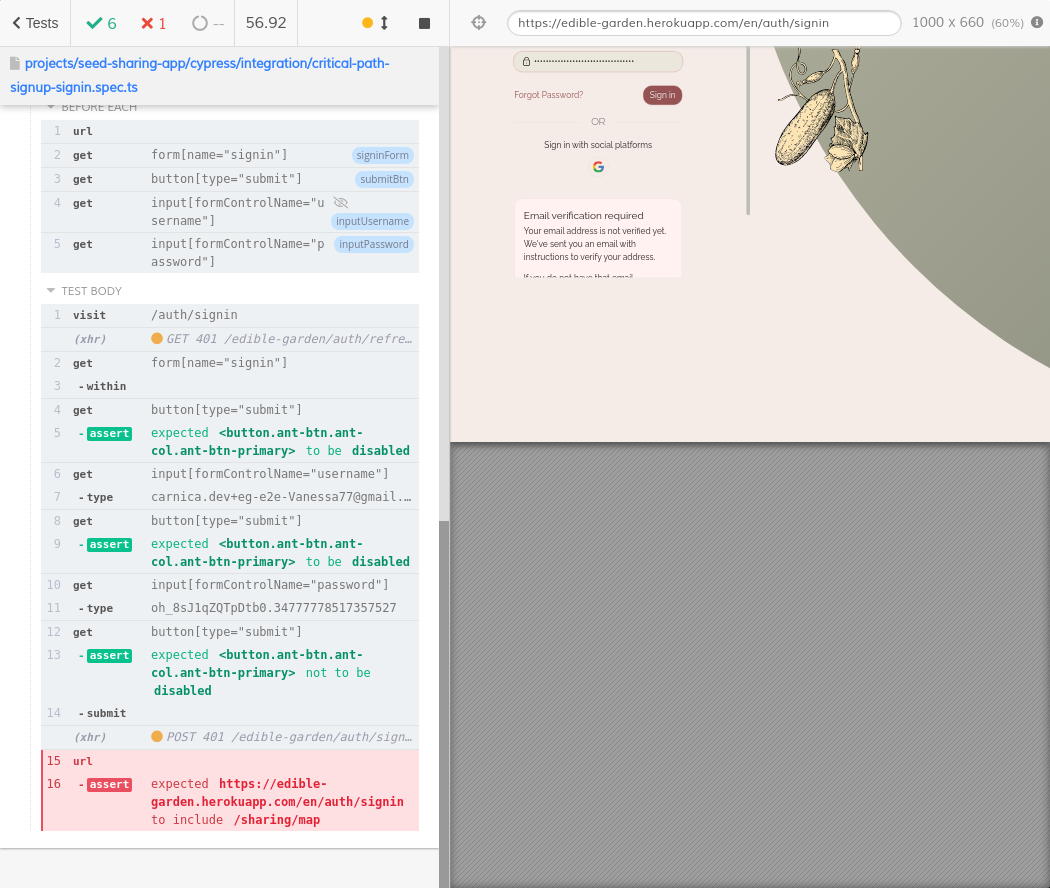 Tests
6
1
--
56.92
https://edible-garden.herokuapp.com/en/auth/signin
1000 x 660 (60%)
projects/seed-sharing-app/cypress/integration/critical-path-
signup-signin.spec.ts
BEFORE EACH
1 url
2 get form[name="signin"] signinForm
3 get button[type="submit"] submitBtn
4 get input[formControlName="u
sername"] inputUsername
5 get input[formControlName="p inputPassword
assword"]
TEST BODY
1 visit /auth/signin
(xhr) GET 401 /edible-garden/auth/refre…
2 get form[name="signin"]
3 - within
4 get button[type="submit"]
5 - assert expected <button.ant-btn.ant-
col.ant-btn-primary> to be disabled
6 get input[formControlName="username"]
7 - type carnica.dev+eg-e2e-Vanessa77@gmail.…
8 get button[type="submit"]
9 - assert expected <button.ant-btn.ant-
col.ant-btn-primary> to be disabled
10 get input[formControlName="password"]
11 - type oh_8sJ1qZQTpDtb0.34777778517357527
12 get button[type="submit"]
13 - assert expected <button.ant-btn.ant-
col.ant-btn-primary> not to be
disabled
14 - submit
(xhr) POST 401 /edible-garden/auth/sign…
15 url
16 - assert expected https://edible-
garden.herokuapp.com/en/auth/signin
to include /sharing/map
Forgot Password?
Sign in
OR
Sign in with social platforms
G
Email verification required
Your email address is not verified yet.
We've sent you an email with
instructions to verify your address.
If you do not have that email